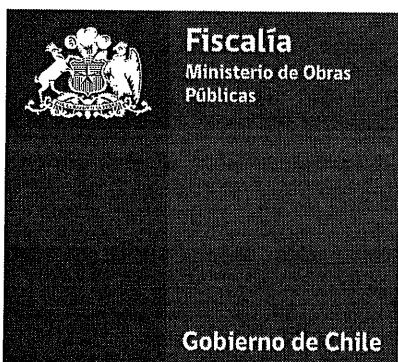 Fiscalía
Ministerio de Obras
Públicas
Gobierno de Chile